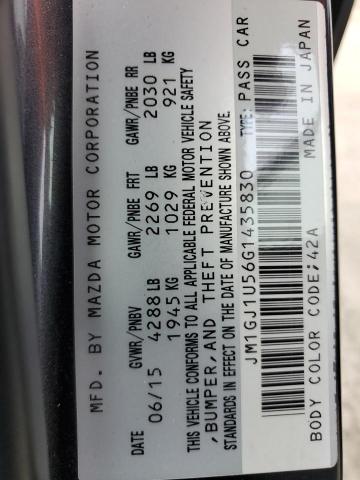 MFD. BY MAZDA MOTOR CORPORATION
DATE GVWR/PNBV GAWR/PNBE FRT GAWR/PNBE RR
06/15 4288 LB 2269 LB 2030 LB
1945 KG 1029 KG 921 KG
THIS VEHICLE CONFORMS TO ALL APPLICABLE FEDERAL MOTOR VEHICLE SAFETY
,BUMPER,AND THEFT PREVENTION
STANDARDS IN EFFECT ON THE DATE OF MANUFACTURE SHOWN ABOVE.
JM1GJ1U56G1435830 TYPE: PASS CAR
BODY COLOR CODE;42A MADE IN JAPAN